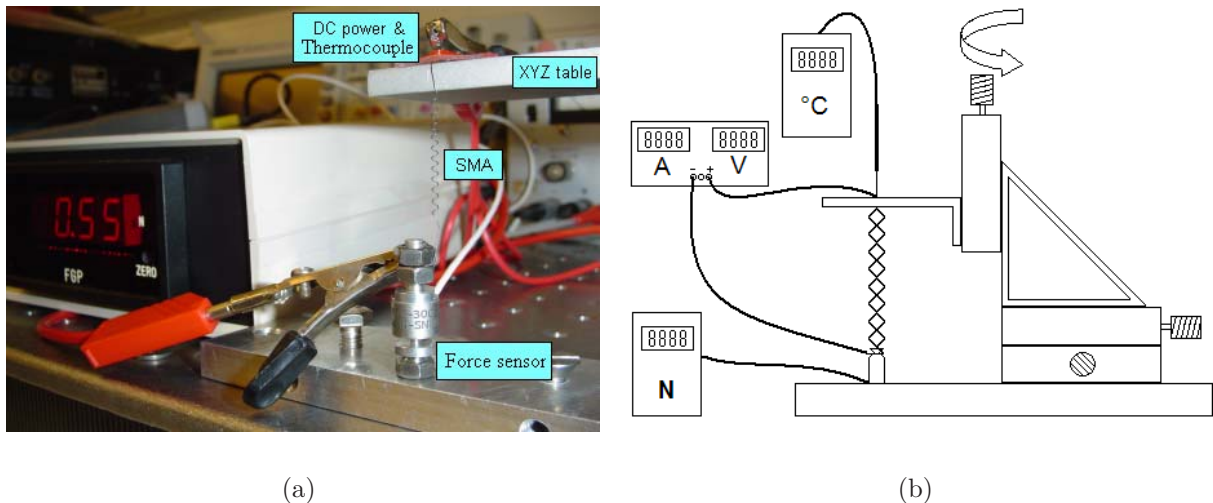 DC power &
Thermocouple
XYZ table
SMA
0.55
N
FGP
ZERO
Force sensor
8888
°C
8888
8888
A
V
- +
8888
N
(a)
(b)